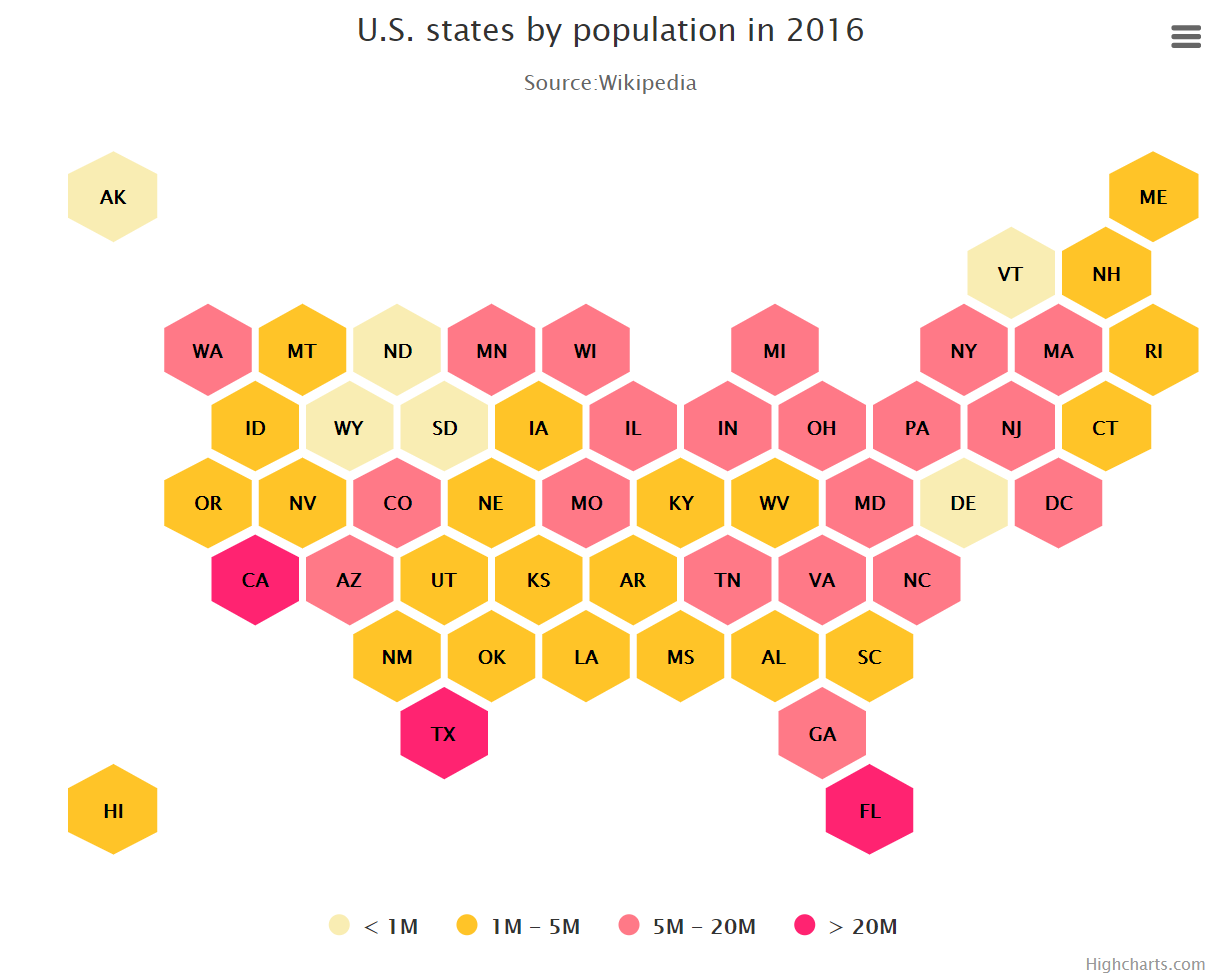 U.S. states by population in 2016
Source:Wikipedia
AK ME
VT NH
WA MT ND MN WI MI NY MA RI
ID WY SD IA IL IN OH PA NJ CT
OR NV CO NE MO KY WV MD DE DC
CA AZ UT KS AR TN VA NC
NM OK LA MS AL SC
TX GA
HI FL
< 1M 1M - 5M 5M - 20M > 20M
Highcharts.com